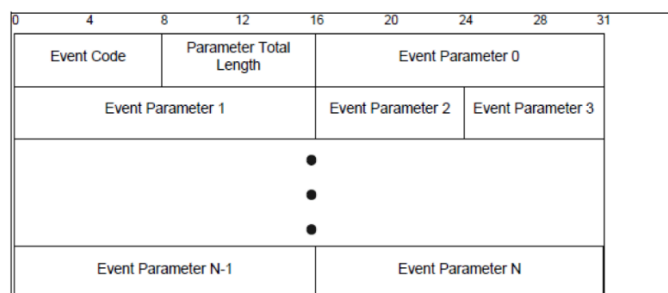 0 4 8 12 16 20 24 28 31
Event Code
Parameter Total
Length
Event Parameter 0
Event Parameter 1
Event Parameter 2
Event Parameter 3
Event Parameter N-1
Event Parameter N